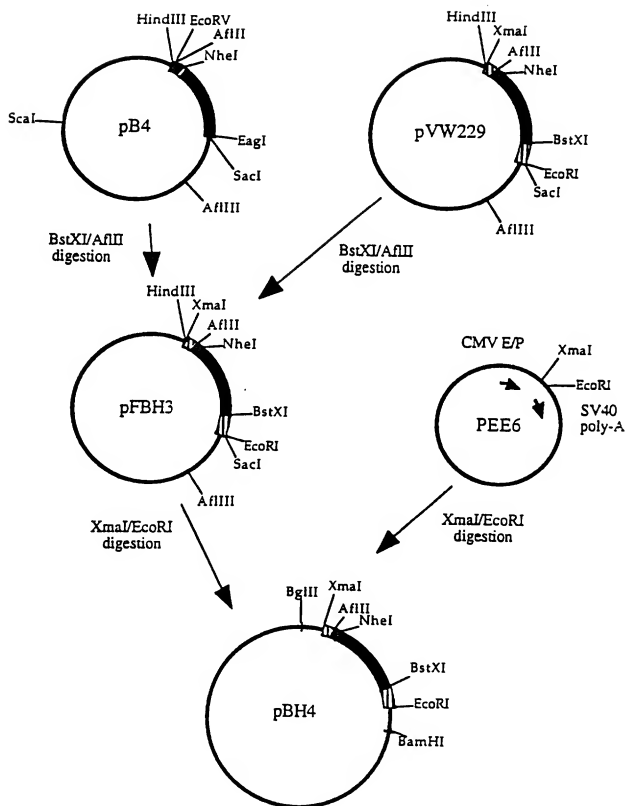 HindIII
EcoRV
AflII
NheI
ScaI
pB4
EagI
SacI
AflIII
HindIII
XmaI
AflII
NheI
pVW229
BstXI
EcoRI
SacI
AflIII
BstXI/AflII
digestion
BstXI/AflII
digestion
HindIII
XmaI
AflII
NheI
pFBH3
BstXI
EcoRI
SacI
AflIII
CMV E/P
XmaI
EcoRI
SV40
poly-A
PEE6
XmaI/EcoRI
digestion
XmaI/EcoRI
digestion
BglII
XmaI
AflII
NheI
pBH4
BstXI
EcoRI
BamHI